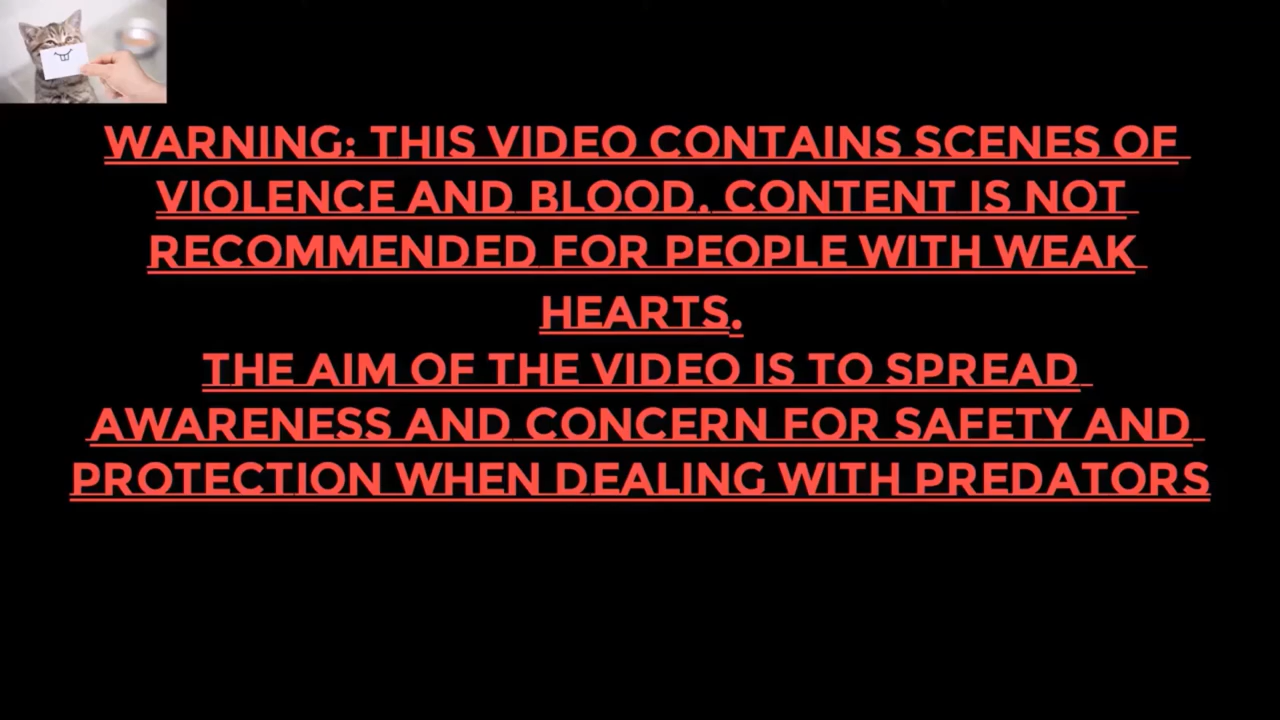 WARNING: THIS VIDEO CONTAINS SCENES OF
VIOLENCE AND BLOOD. CONTENT IS NOT
RECOMMENDED FOR PEOPLE WITH WEAK
HEARTS.
THE AIM OF THE VIDEO IS TO SPREAD
AWARENESS AND CONCERN FOR SAFETY AND
PROTECTION WHEN DEALING WITH PREDATORS